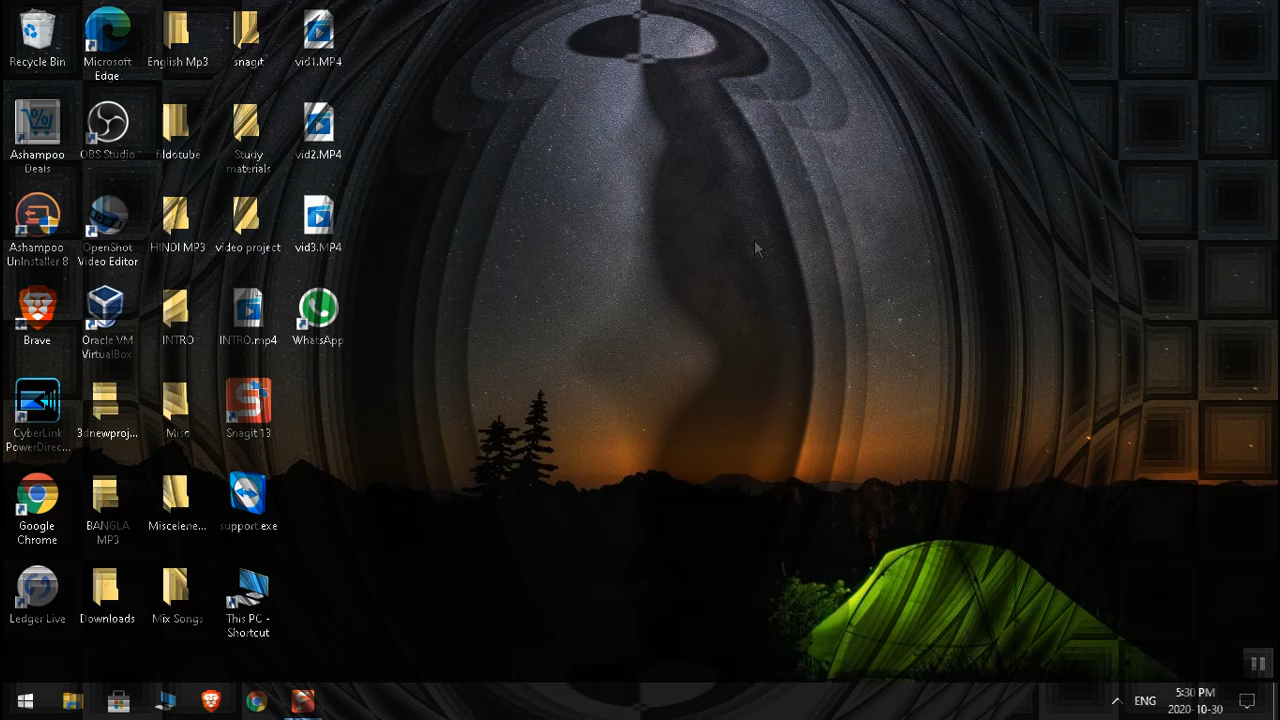 Recycle Bin
Microsoft
Edge
English Mp3
snagit
vid1.MP4
Ashampoo
Deals
OBS Studio
fildotube
Study
materials
vid2.MP4
Ashampoo
UnInstaller 8
OpenShot
Video Editor
HINDI MP3
video project
vid3.MP4
Brave
Oracle VM
VirtualBox
INTRO
INTRO.mp4
WhatsApp
CyberLink
PowerDirec...
3dnewproj...
Misc
Snagit 13
Google
Chrome
BANGLA
MP3
Miscelene...
support.exe
Ledger Live
Downloads
Mix Songs
This PC -
Shortcut
ENG
5:30 PM
2020-10-30